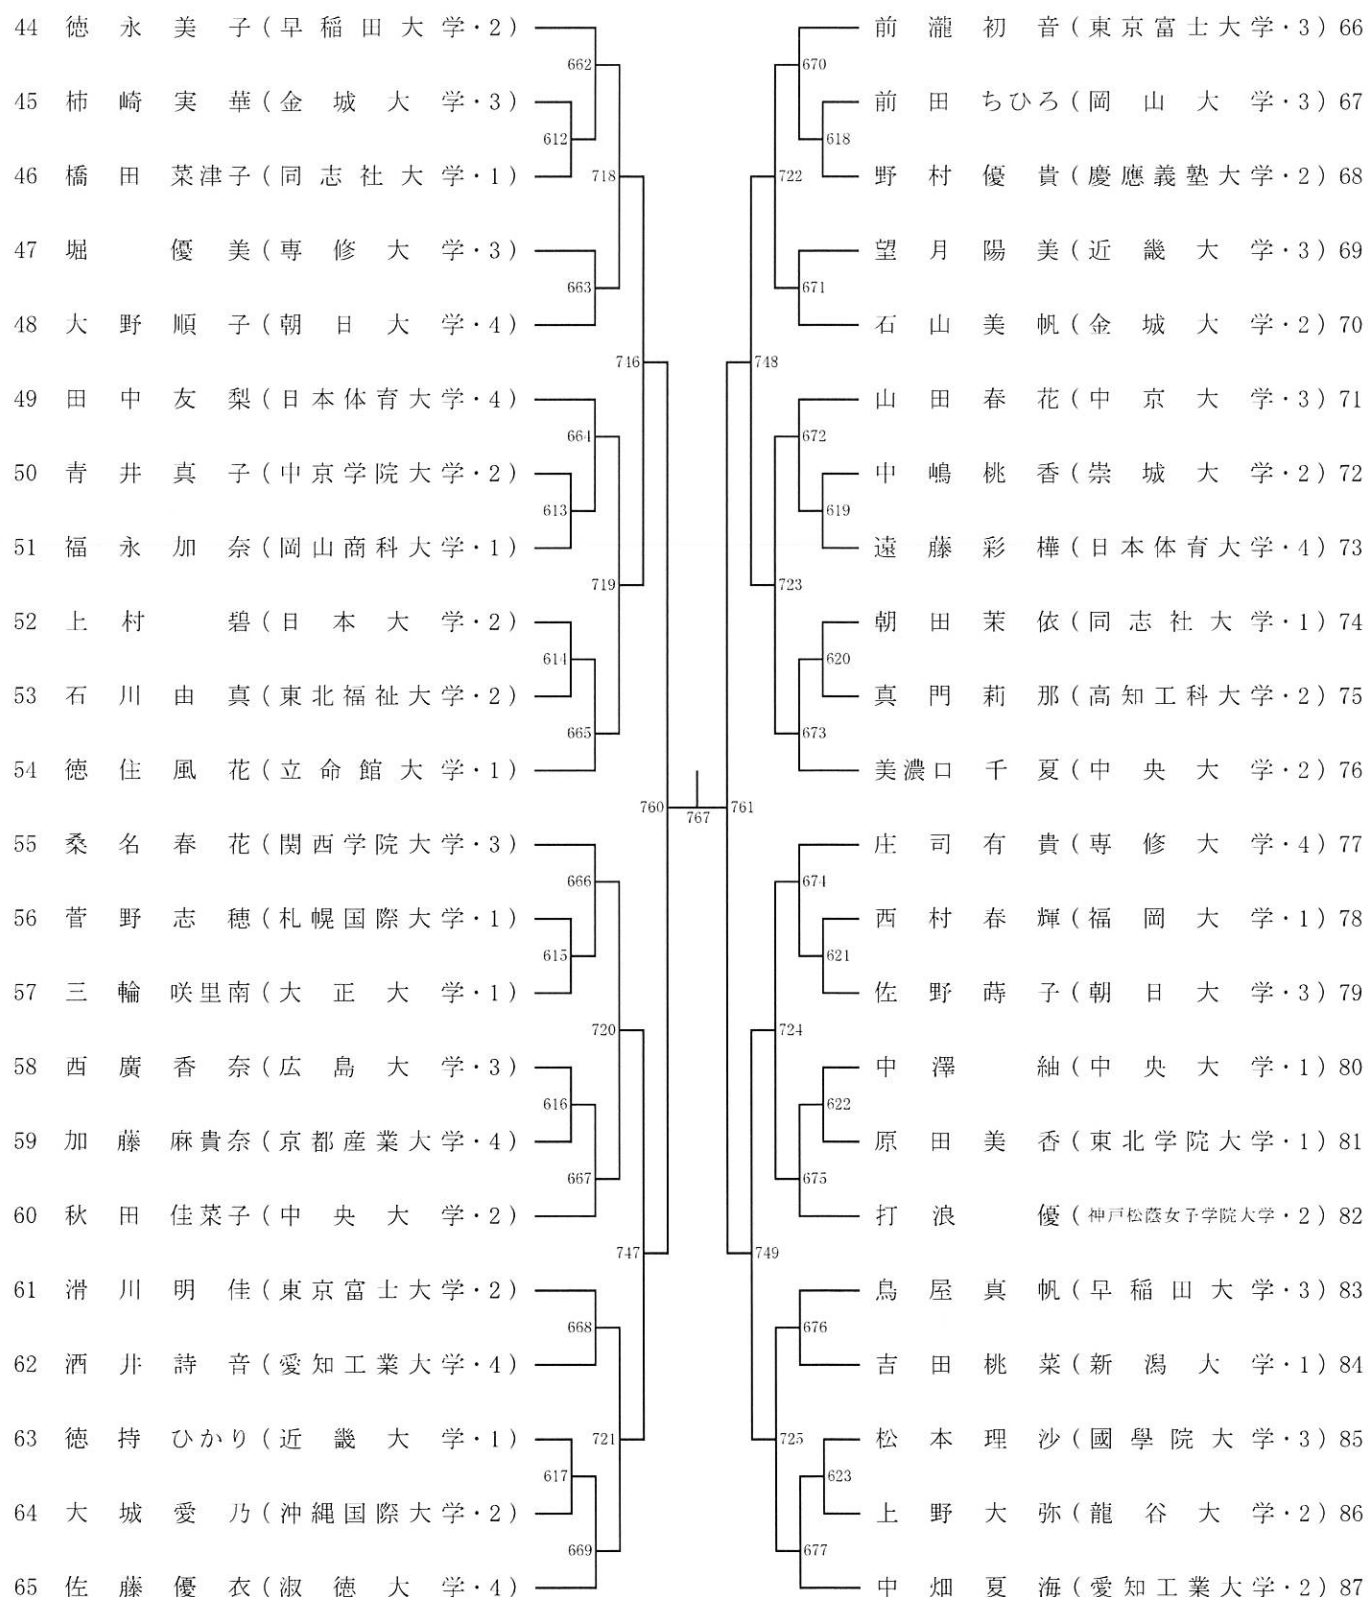 44 徳永美子(早稲田大学・2)
662
45 柿崎実華(金城大学・3)
612
46 橋田菜津子(同志社大学・1)
718
47 堀優美(専修大学・3)
663
48 大野順子(朝日大学・4)
746
49 田中友梨(日本体育大学・4)
664
50 青井真子(中京学院大学・2)
613
51 福永加奈(岡山商科大学・1)
719
52 上村碧(日本大学・2)
614
53 石川由真(東北福祉大学・2)
665
54 徳住風花(立命館大学・1)
760
767
761
55 桑名春花(関西学院大学・3)
666
56 菅野志穂(札幌国際大学・1)
615
57 三輪咲里南(大正大学・1)
720
58 西廣香奈(広島大学・3)
616
59 加藤麻貴奈(京都産業大学・4)
667
60 秋田佳菜子(中央大学・2)
747
61 滑川明佳(東京富士大学・2)
668
62 酒井詩音(愛知工業大学・4)
63 徳持ひかり(近畿大学・1)
721
617
64 大城愛乃(沖縄国際大学・2)
669
65 佐藤優衣(淑徳大学・4)
前瀧初音(東京富士大学・3) 66
670
前田ちひろ(岡山大学・3) 67
618
野村優貴(慶應義塾大学・2) 68
722
望月陽美(近畿大学・3) 69
671
石山美帆(金城大学・2) 70
748
山田春花(中京大学・3) 71
672
中嶋桃香(崇城大学・2) 72
619
遠藤彩樺(日本体育大学・4) 73
723
朝田茉依(同志社大学・1) 74
620
真門莉那(高知工科大学・2) 75
673
美濃口千夏(中央大学・2) 76
庄司有貴(専修大学・4) 77
674
西村春輝(福岡大学・1) 78
621
佐野蒔子(朝日大学・3) 79
724
中澤紬(中央大学・1) 80
622
原田美香(東北学院大学・1) 81
675
打浪優(神戸松蔭女子学院大学・2) 82
749
鳥屋真帆(早稲田大学・3) 83
676
吉田桃菜(新潟大学・1) 84
松本理沙(國學院大学・3) 85
725
623
上野大弥(龍谷大学・2) 86
677
中畑夏海(愛知工業大学・2) 87